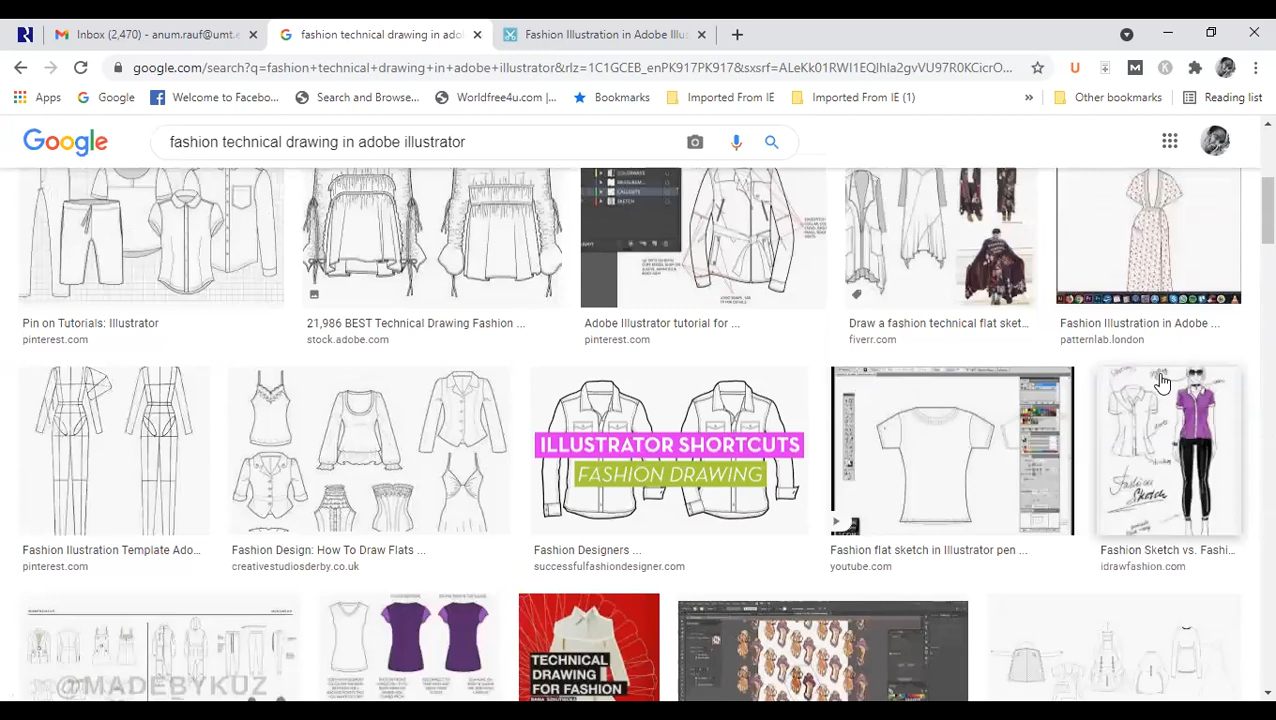 Inbox (2,470) - anum.rauf@umt.e
fashion technical drawing in ado
Fashion Illustration in Adobe Illus
google.com/search?q=fashion+technical+drawing+in+adobe+illustrator&rlz=1C1GCEB_enPK917PK917&sxsrf=ALeKk01RWI1EQIhla2gvVU97R0KCicrO...
Apps
Google
Welcome to Facebo...
Search and Browse...
Worldfree4u.com |...
Bookmarks
Imported From IE
Imported From IE (1)
»
Other bookmarks
Reading list
Google
fashion technical drawing in adobe illustrator
Pin on Tutorials: Illustrator
pinterest.com
21,986 BEST Technical Drawing Fashion ...
stock.adobe.com
Adobe Illustrator tutorial for ...
pinterest.com
Draw a fashion technical flat sket...
fiverr.com
Fashion Illustration in Adobe ...
patternlab.london
ILLUSTRATOR SHORTCUTS
FASHION DRAWING
Fashion
Sketch
Fashion Ilustration Template Ado...
pinterest.com
Fashion Design: How To Draw Flats ...
creativestudiosderby.co.uk
Fashion Designers ...
successfulfashiondesigner.com
Fashion flat sketch in Illustrator pen ...
youtube.com
Fashion Sketch vs. Fashi...
idrawfashion.com
TECHNICAL
DRAWING
FOR FASHION